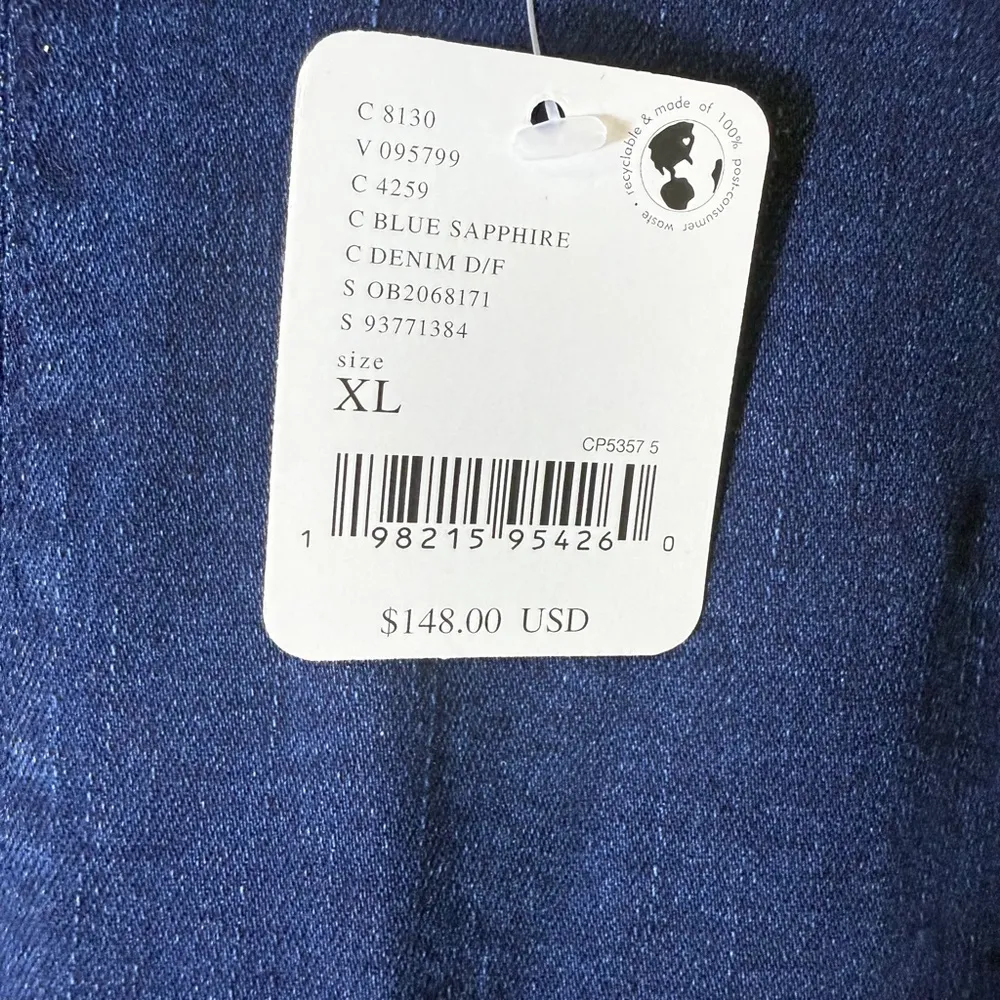 C 8130
V 095799
C 4259
C BLUE SAPPHIRE
C DENIM D/F
S OB2068171
S 93771384
size
XL
recyclable & made of 100% post-consumer waste •
CP5357 5
1 98215 95426 0
$148.00 USD